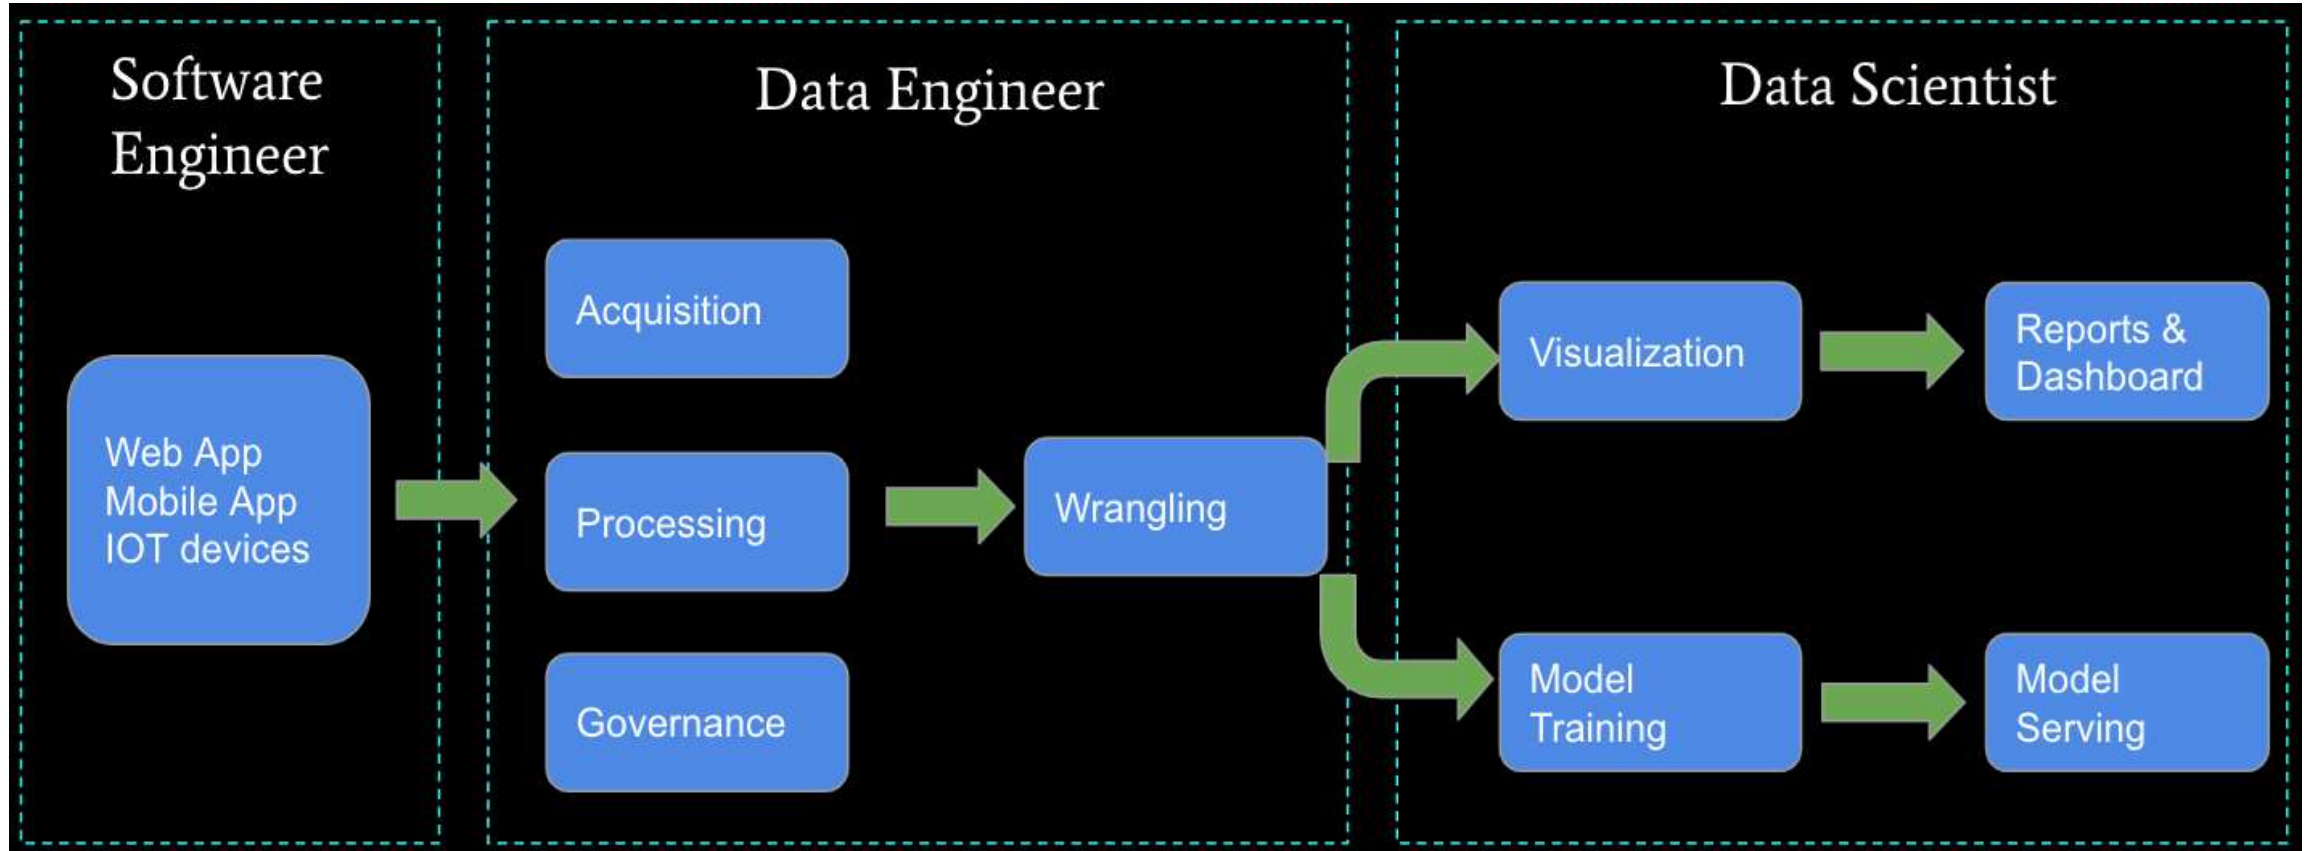 Software
Engineer
Data Engineer
Data Scientist
Web App
Mobile App
IOT devices
Acquisition
Processing
Governance
Wrangling
Visualization
Reports &
Dashboard
Model
Training
Model
Serving